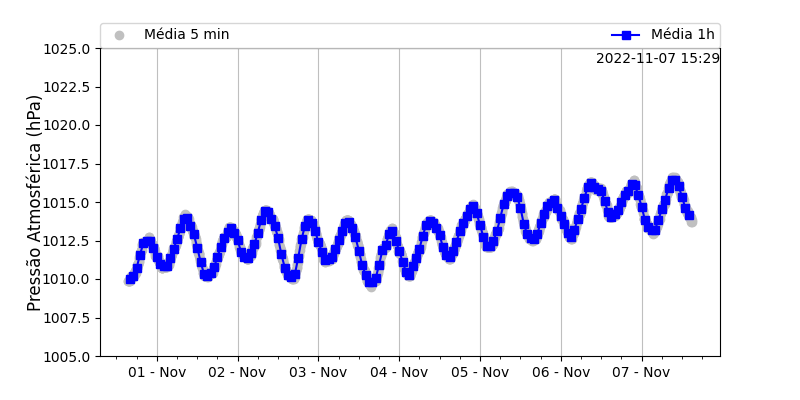 Média 5 min
Média 1h
2022-11-07 15:29
Pressão Atmosférica (hPa)
1025.0
1022.5
1020.0
1017.5
1015.0
1012.5
1010.0
1007.5
1005.0
01 - Nov
02 - Nov
03 - Nov
04 - Nov
05 - Nov
06 - Nov
07 - Nov